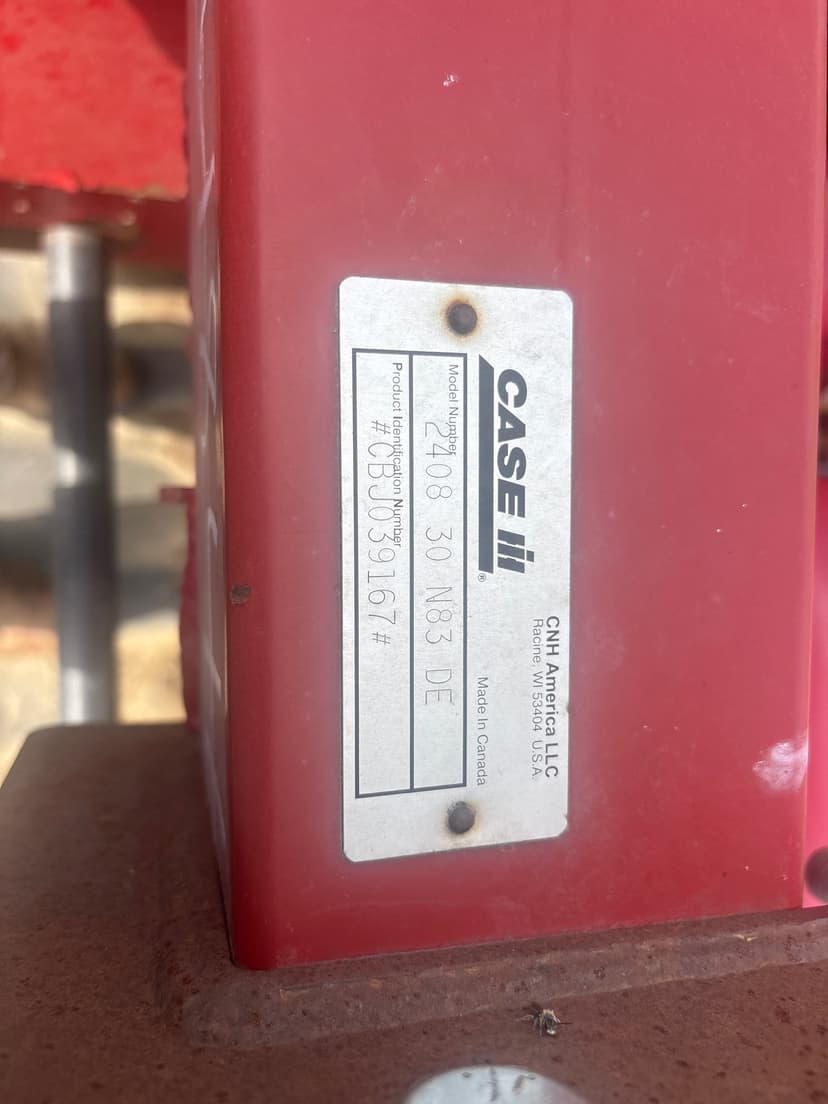 CNH America LLC
Racine, WI 53404 U.S.A.
CASE III
®
Made In Canada
Model Number
2408 30 N83 DE
Product Identification Number
#CBJ039167#